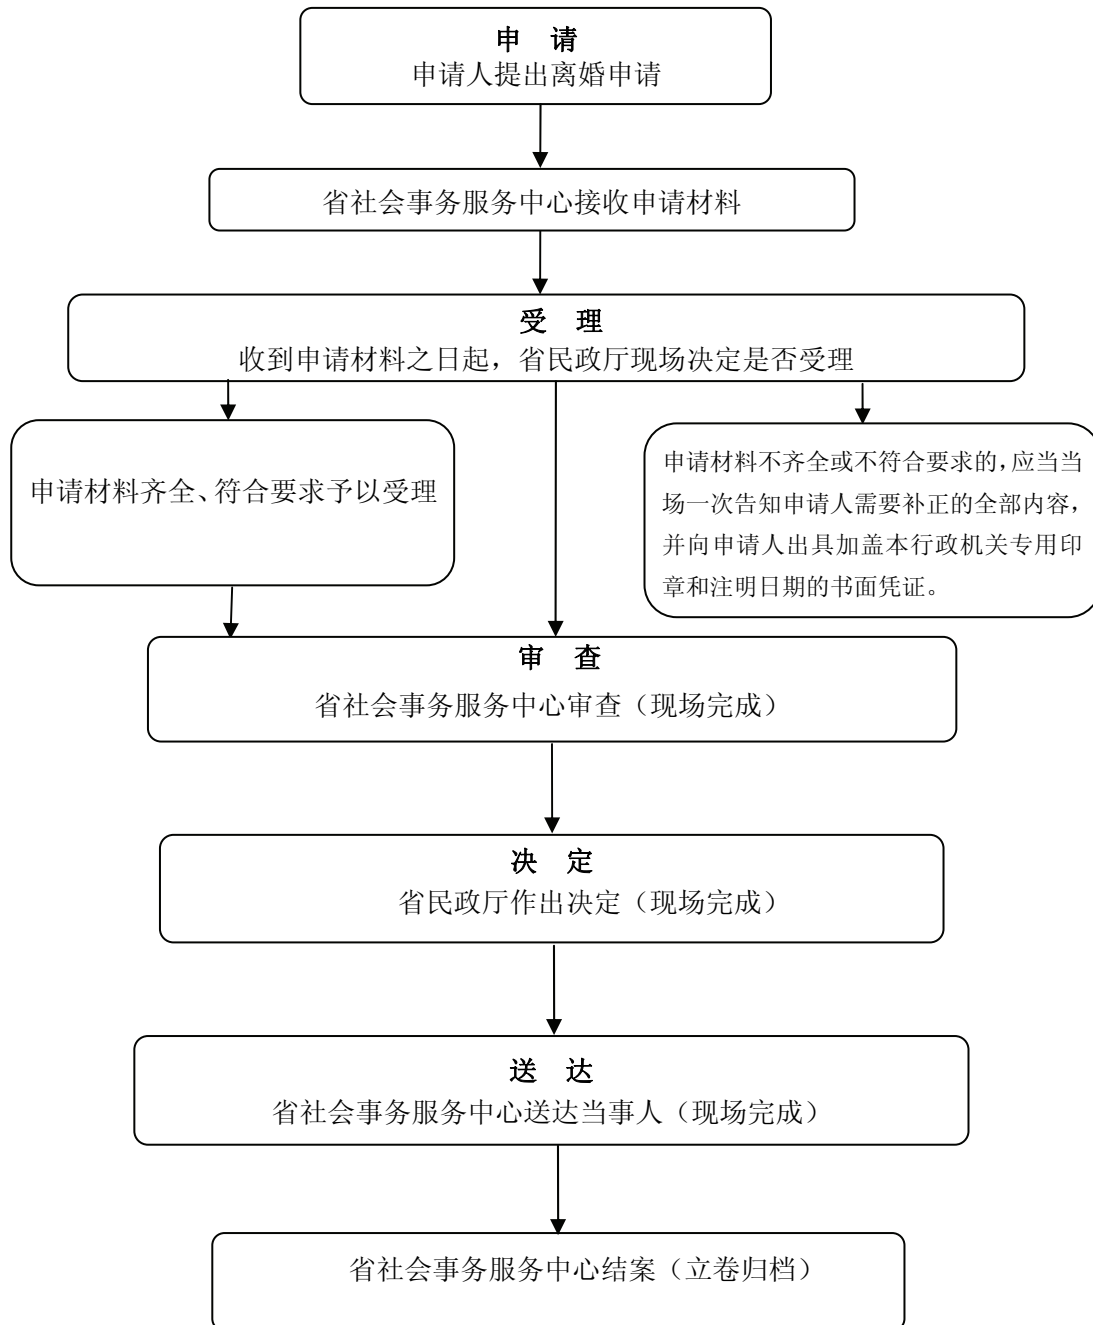 申 请
申请人提出离婚申请
省社会事务服务中心接收申请材料
受 理
收到申请材料之日起，省民政厅现场决定是否受理
申请材料齐全、符合要求予以受理
申请材料不齐全或不符合要求的，应当当
场一次告知申请人需要补正的全部内容，
并向申请人出具加盖本行政机关专用印
章和注明日期的书面凭证。
审 查
省社会事务服务中心审查（现场完成）
决 定
省民政厅作出决定（现场完成）
送 达
省社会事务服务中心送达当事人（现场完成）
省社会事务服务中心结案（立卷归档）